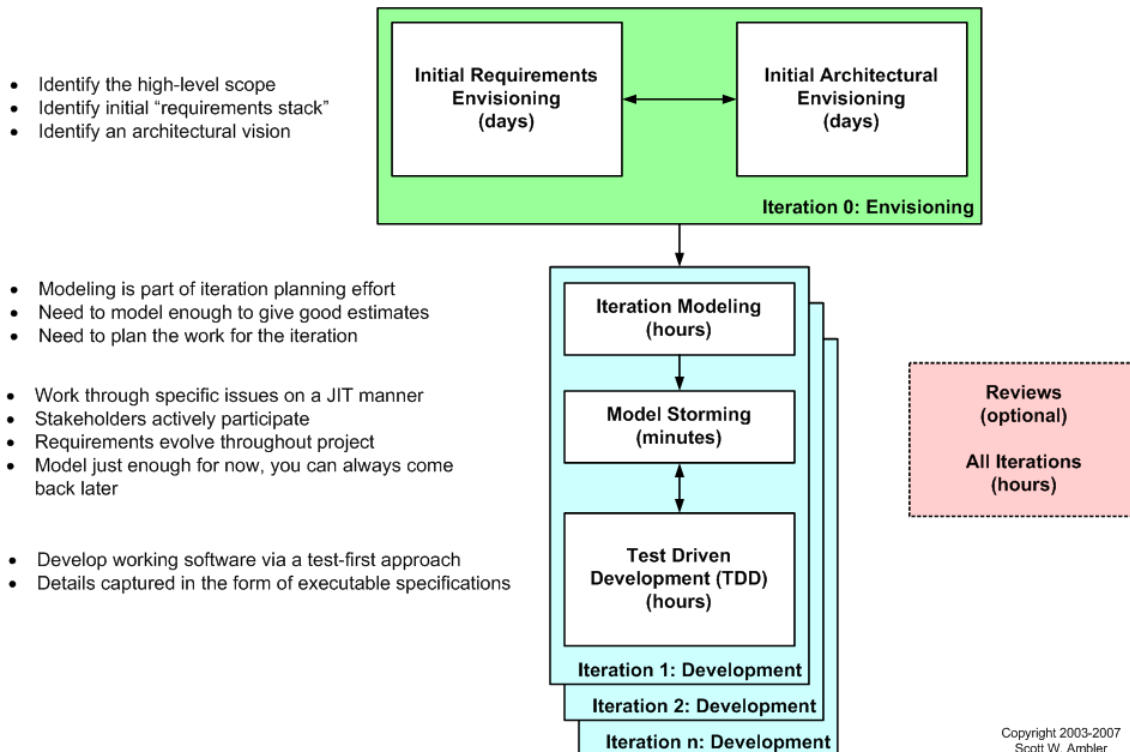 Initial Requirements
Envisioning
(days)
Initial Architectural
Envisioning
(days)
• Identify the high-level scope
• Identify initial “requirements stack”
• Identify an architectural vision
Iteration 0: Envisioning
• Modeling is part of iteration planning effort
• Need to model enough to give good estimates
• Need to plan the work for the iteration
Iteration Modeling
(hours)
• Work through specific issues on a JIT manner
• Stakeholders actively participate
• Requirements evolve throughout project
• Model just enough for now, you can always come
back later
Model Storming
(minutes)
Reviews
(optional)
All Iterations
(hours)
• Develop working software via a test-first approach
• Details captured in the form of executable specifications
Test Driven
Development (TDD)
(hours)
Iteration 1: Development
Iteration 2: Development
Iteration n: Development
Copyright 2003-2007
Scott W. Ambler